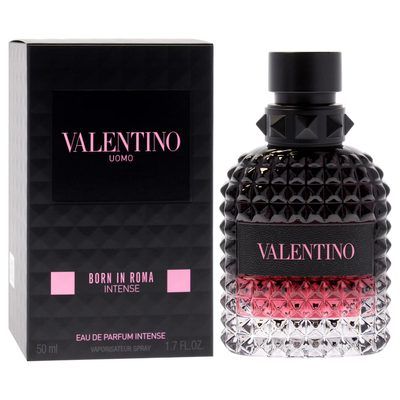 VALENTINO
UOMO
BORN IN ROMA
INTENSE
EAU DE PARFUM INTENSE
VAPORISATEUR SPRAY
50 ml 1.7 FL.OZ.
VALENTINO